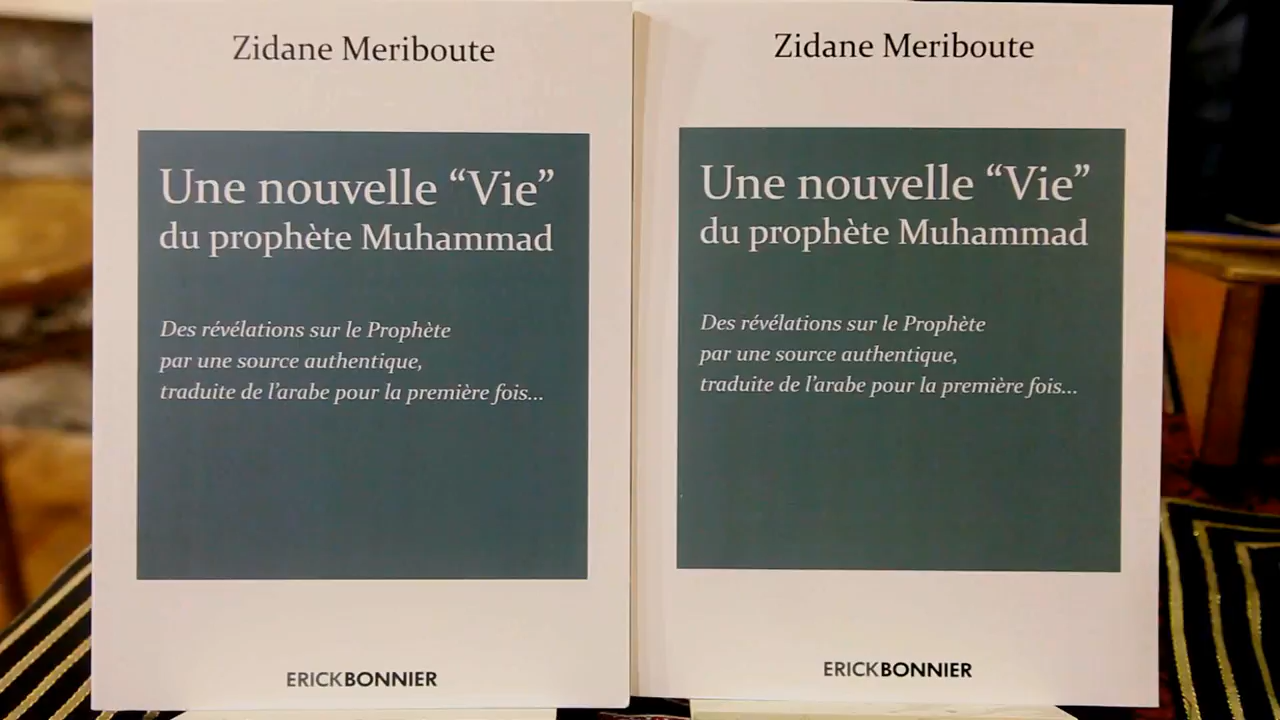 Zidane Meriboute
Une nouvelle “Vie”
du prophète Muhammad
Des révélations sur le Prophète
par une source authentique,
traduite de l’arabe pour la première fois...
ERICKBONNIER
Zidane Meriboute
Une nouvelle “Vie”
du prophète Muhammad
Des révélations sur le Prophète
par une source authentique,
traduite de l’arabe pour la première fois...
ERICKBONNIER